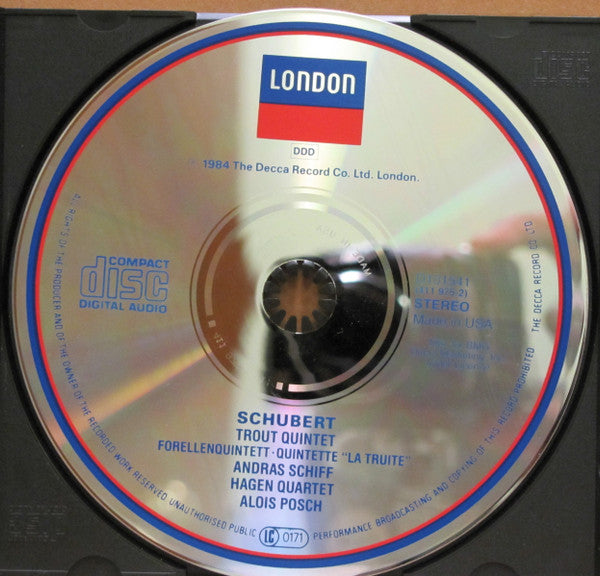 LONDON
DDD
℗ 1984 The Decca Record Co. Ltd. London.
COMPACT
disc
DIGITAL AUDIO
STEREO
Made in USA
SCHUBERT
TROUT QUINTET
FORELLENQUINTETT · QUINTETTE "LA TRUITE"
ANDRAS SCHIFF
HAGEN QUARTET
ALOIS POSCH
ALL RIGHTS OF THE PRODUCER AND OF THE OWNER OF THE RECORDED WORK RESERVED. UNAUTHORISED PUBLIC LC 0171 PERFORMANCE BROADCASTING AND COPYING OF THIS RECORD PROHIBITED THE DECCA RECORD CO LTD.
disc